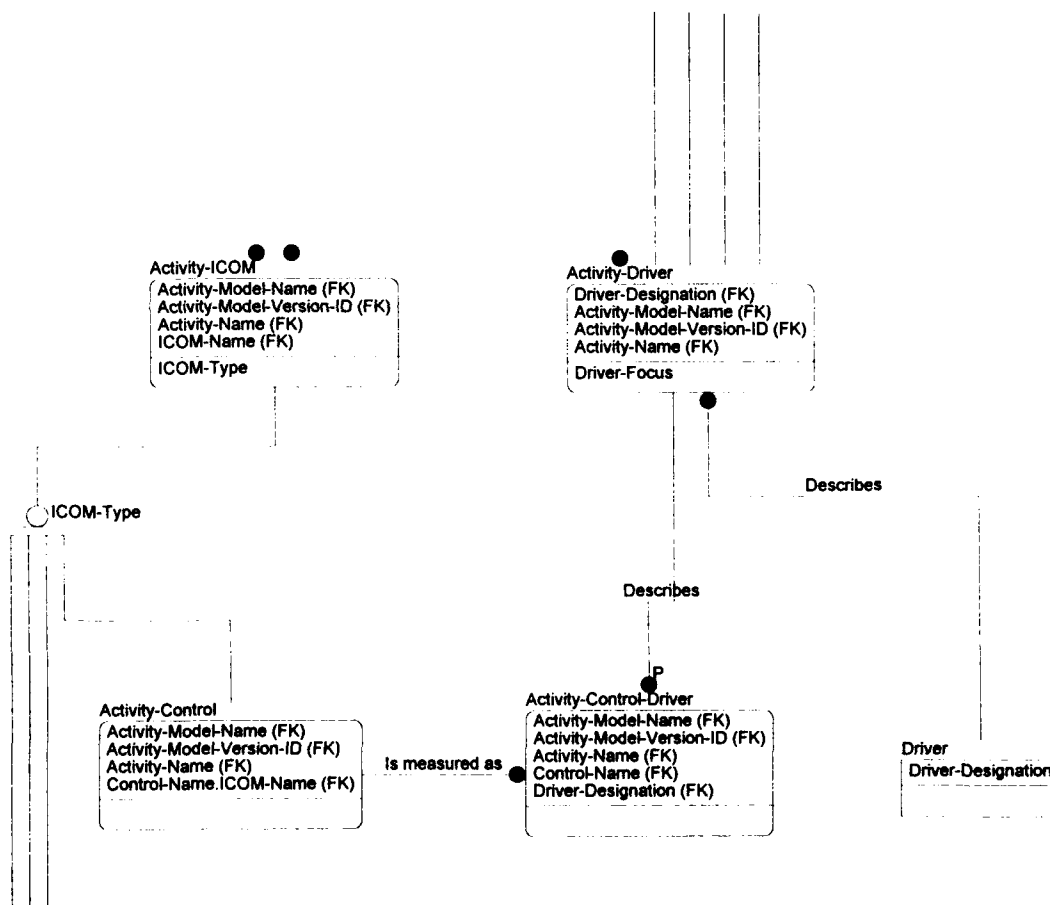 Activity-ICOM
Activity-Model-Name (FK)
Activity-Model-Version-ID (FK)
Activity-Name (FK)
ICOM-Name (FK)
ICOM-Type
Activity-Driver
Driver-Designation (FK)
Activity-Model-Name (FK)
Activity-Model-Version-ID (FK)
Activity-Name (FK)
Driver-Focus
Describes
ICOM-Type
Describes
P
Activity-Control
Activity-Model-Name (FK)
Activity-Model-Version-ID (FK)
Activity-Name (FK)
Control-Name.ICOM-Name (FK)
Is measured as
Activity-Control-Driver
Activity-Model-Name (FK)
Activity-Model-Version-ID (FK)
Activity-Name (FK)
Control-Name (FK)
Driver-Designation (FK)
Driver
Driver-Designation